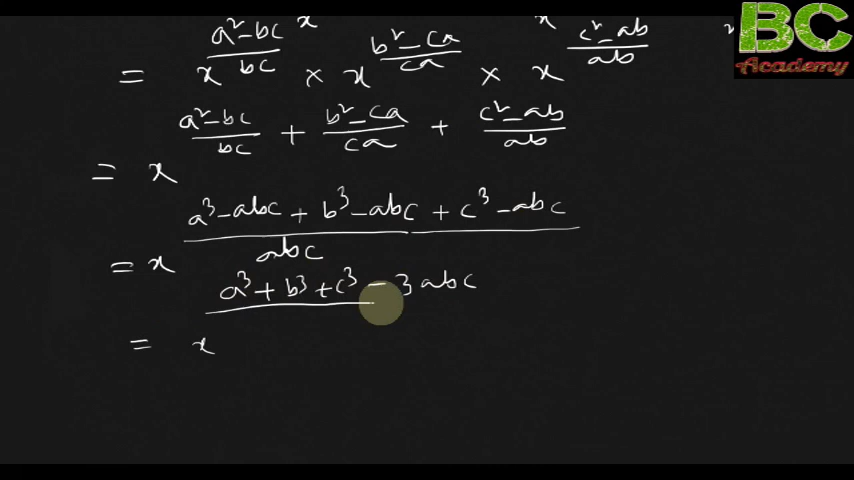 BC
Academy
= x^((a²-bc)/bc) × x^((b²-ca)/ca) × x^((c²-ab)/ab)
= x^((a²-bc)/bc + (b²-ca)/ca + (c²-ab)/ab)
= x^((a³-abc + b³-abc + c³-abc)/abc)
= x^(a³+b³+c³-3abc)